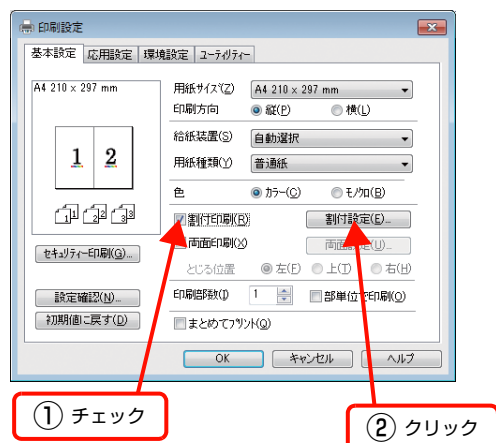 印刷設定
基本設定 応用設定 環境設定 ユーティリティー
A4 210 x 297 mm
用紙サイズ(Z) A4 210 x 297 mm
印刷方向 縦(P) 横(L)
給紙装置(S) 自動選択
用紙種類(Y) 普通紙
1 2
色 カラー(C) モノクロ(B)
1 2 3
割付印刷(R) 割付設定(E)...
両面印刷(X) 両面設定(U)...
セキュリティー印刷(G)...
とじる位置 左(F) 上(T) 右(H)
設定確認(N)...
印刷部数(I) 1 部単位で印刷(O)
初期値に戻す(D)
まとめてプリント(Q)
OK キャンセル ヘルプ
① チェック
② クリック